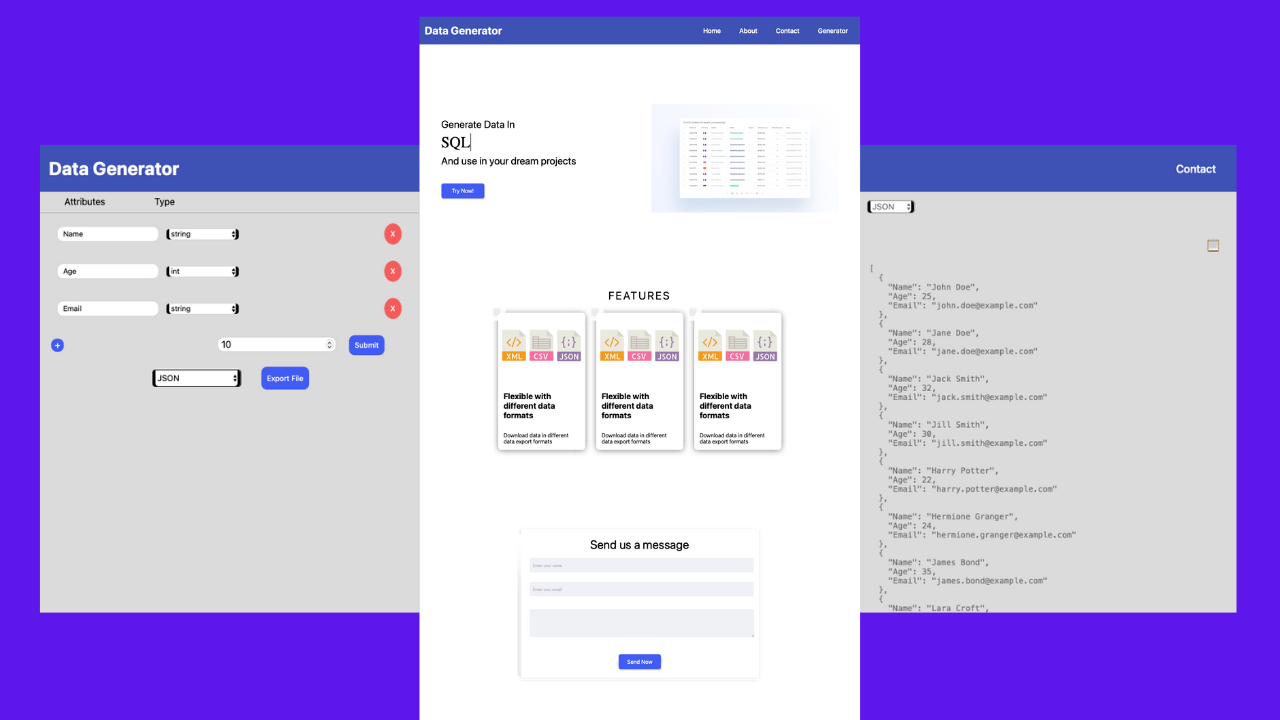 Data Generator
Home About Contact Generator
Generate Data In
SQL
And use in your dream projects
Try Now!
FEATURES
XML CSV JSON
Flexible with
different data
formats
Download data in different
data export formats
XML CSV JSON
Flexible with
different data
formats
Download data in different
data export formats
XML CSV JSON
Flexible with
different data
formats
Download data in different
data export formats
Send us a message
Enter your name
Enter your email
Send Now
Data Generator
Attributes Type
Name string X
Age int X
Email string X
+ 10 Submit
JSON Export File
Contact
JSON
[
{
"Name": "John Doe",
"Age": 25,
"Email": "john.doe@example.com"
},
{
"Name": "Jane Doe",
"Age": 28,
"Email": "jane.doe@example.com"
},
{
"Name": "Jack Smith",
"Age": 32,
"Email": "jack.smith@example.com"
},
{
"Name": "Jill Smith",
"Age": 30,
"Email": "jill.smith@example.com"
},
{
"Name": "Harry Potter",
"Age": 22,
"Email": "harry.potter@example.com"
},
{
"Name": "Hermione Granger",
"Age": 24,
"Email": "hermione.granger@example.com"
},
{
"Name": "James Bond",
"Age": 35,
"Email": "james.bond@example.com"
},
{
"Name": "Lara Croft",